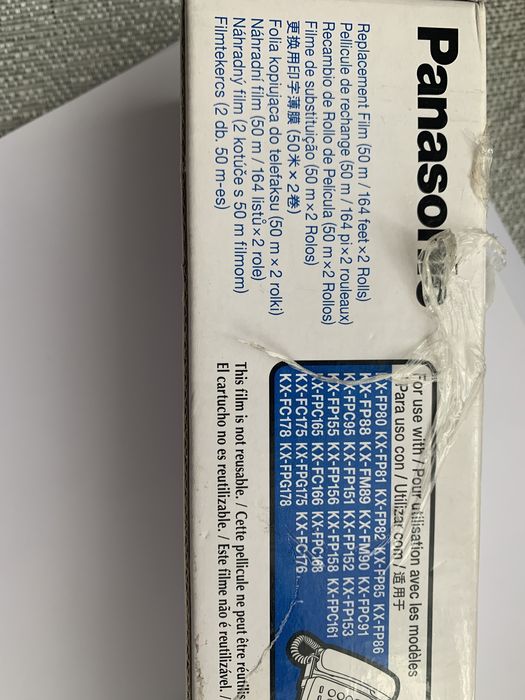 Panasonic
Replacement Film (50 m / 164 feet×2 Rolls)
Pellicule de rechange (50 m / 164 pi×2 rouleaux)
Recambio de Rollo de Película (50 m×2 Rollos)
Filme de substituição (50 m×2 Rolos)
更换用印字薄膜 (50米×2卷)
Folia kopiująca do telefaksu (50 m × 2 rolki)
Náhradní film (50 m / 164 listů×2 role)
Náhradný film (2 kotúče s 50 m filmom)
Filmtekercs (2 db. 50 m-es)
For use with / Pour utilisation avec les modèles
Para uso con / Utilizar com / 适用于
KX-FP80 KX-FP81 KX-FP82 KX-FP85 KX-FP86
KX-FP88 KX-FM89 KX-FM90 KX-FPC91
KX-FPC95 KX-FP151 KX-FP152 KX-FP153
KX-FP155 KX-FP156 KX-FP158 KX-FPC161
KX-FPC165 KX-FC166 KX-FPC168
KX-FC175 KX-FPG175 KX-FC176
KX-FC178 KX-FPG178
This film is not reusable. / Cette pellicule ne peut être
El cartucho no es reutilizable. / Este filme não é reutilizável. /